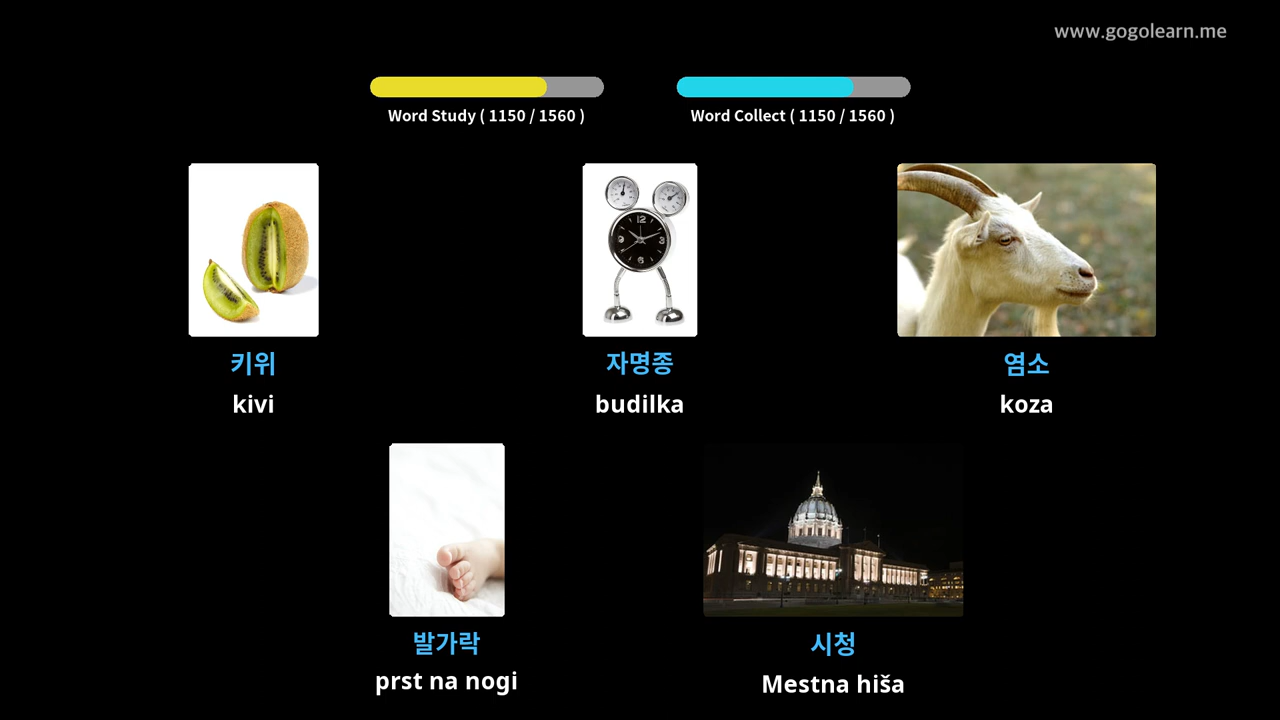 www.gogolearn.me
Word Study ( 1150 / 1560 )
Word Collect ( 1150 / 1560 )
키위
kivi
자명종
budilka
염소
koza
발가락
prst na nogi
시청
Mestna hiša